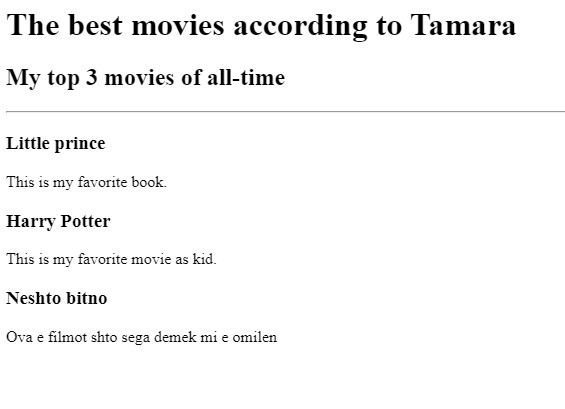 The best movies according to Tamara
My top 3 movies of all-time
Little prince
This is my favorite book.
Harry Potter
This is my favorite movie as kid.
Neshto bitno
Ova e filmot shto sega demek mi e omilen